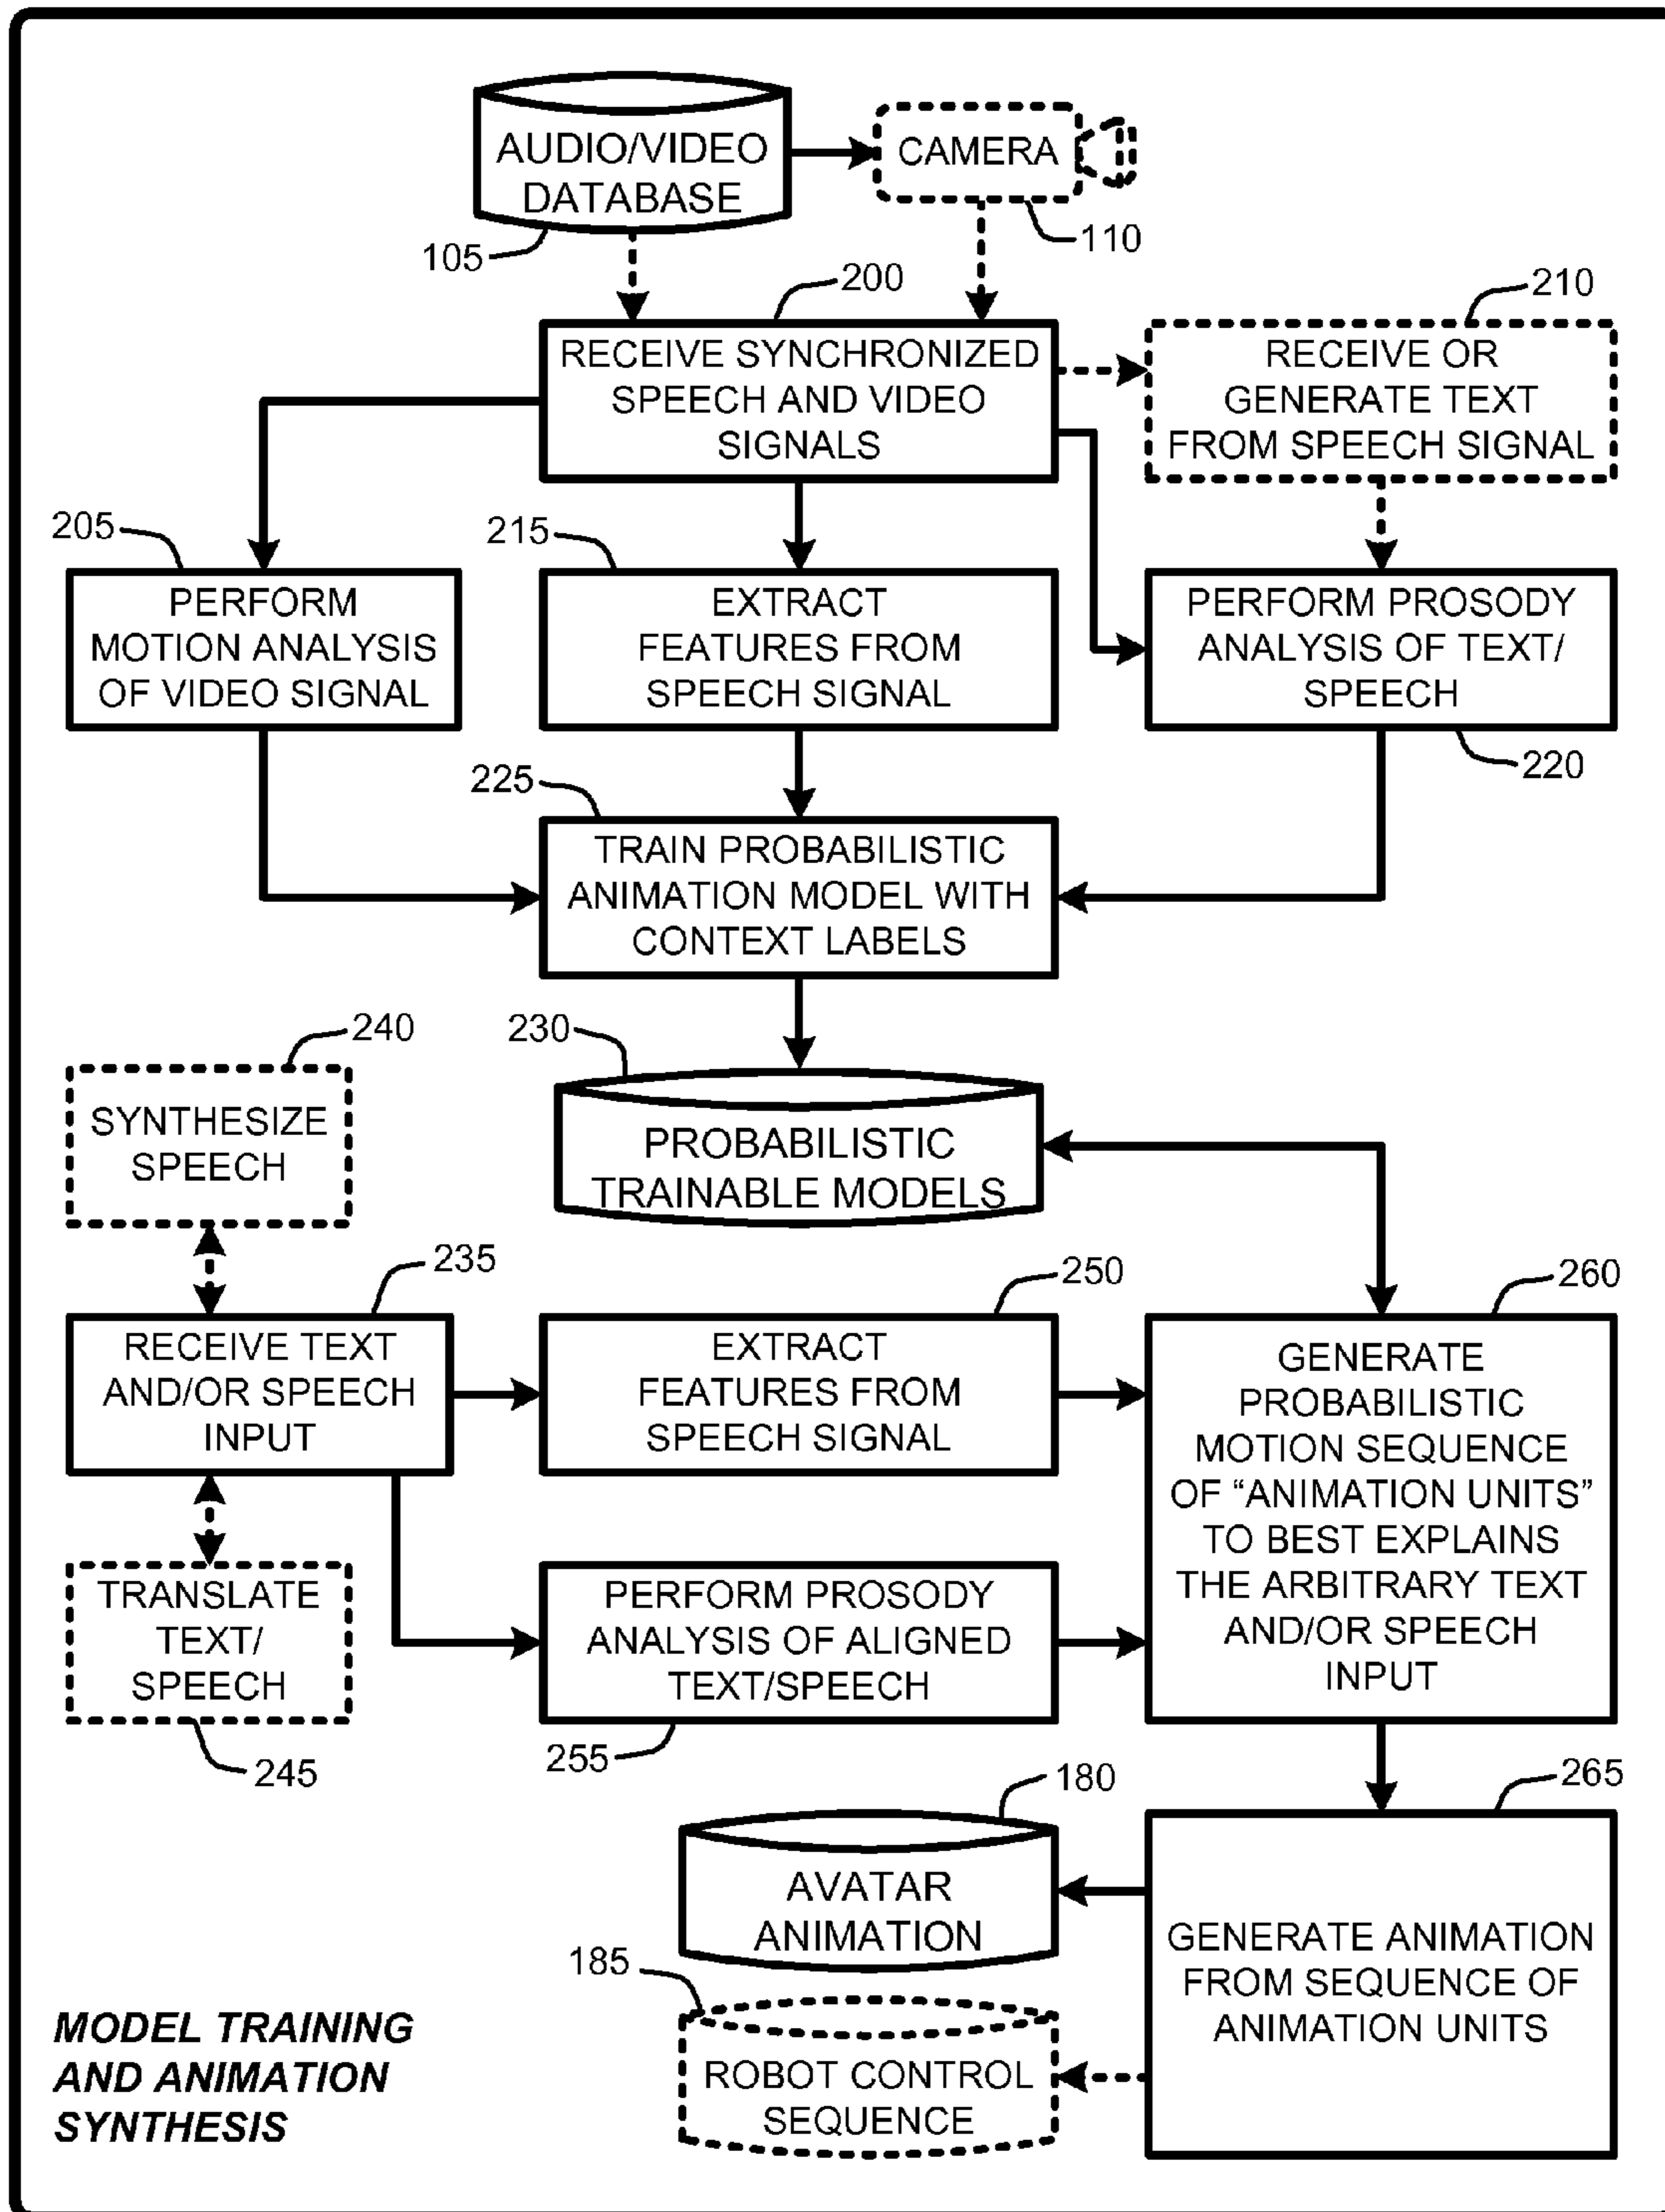 AUDIO/VIDEO
DATABASE
CAMERA
105
110
200
210
RECEIVE SYNCHRONIZED
SPEECH AND VIDEO
SIGNALS
RECEIVE OR
GENERATE TEXT
FROM SPEECH SIGNAL
205
215
PERFORM
MOTION ANALYSIS
OF VIDEO SIGNAL
EXTRACT
FEATURES FROM
SPEECH SIGNAL
PERFORM PROSODY
ANALYSIS OF TEXT/
SPEECH
220
225
TRAIN PROBABILISTIC
ANIMATION MODEL WITH
CONTEXT LABELS
240
230
SYNTHESIZE
SPEECH
PROBABILISTIC
TRAINABLE MODELS
235
250
260
RECEIVE TEXT
AND/OR SPEECH
INPUT
EXTRACT
FEATURES FROM
SPEECH SIGNAL
GENERATE
PROBABILISTIC
MOTION SEQUENCE
OF “ANIMATION UNITS”
TO BEST EXPLAINS
THE ARBITRARY TEXT
AND/OR SPEECH
INPUT
TRANSLATE
TEXT/
SPEECH
PERFORM PROSODY
ANALYSIS OF ALIGNED
TEXT/SPEECH
245
255
180
265
AVATAR
ANIMATION
185
GENERATE ANIMATION
FROM SEQUENCE OF
ANIMATION UNITS
ROBOT CONTROL
SEQUENCE
MODEL TRAINING
AND ANIMATION
SYNTHESIS